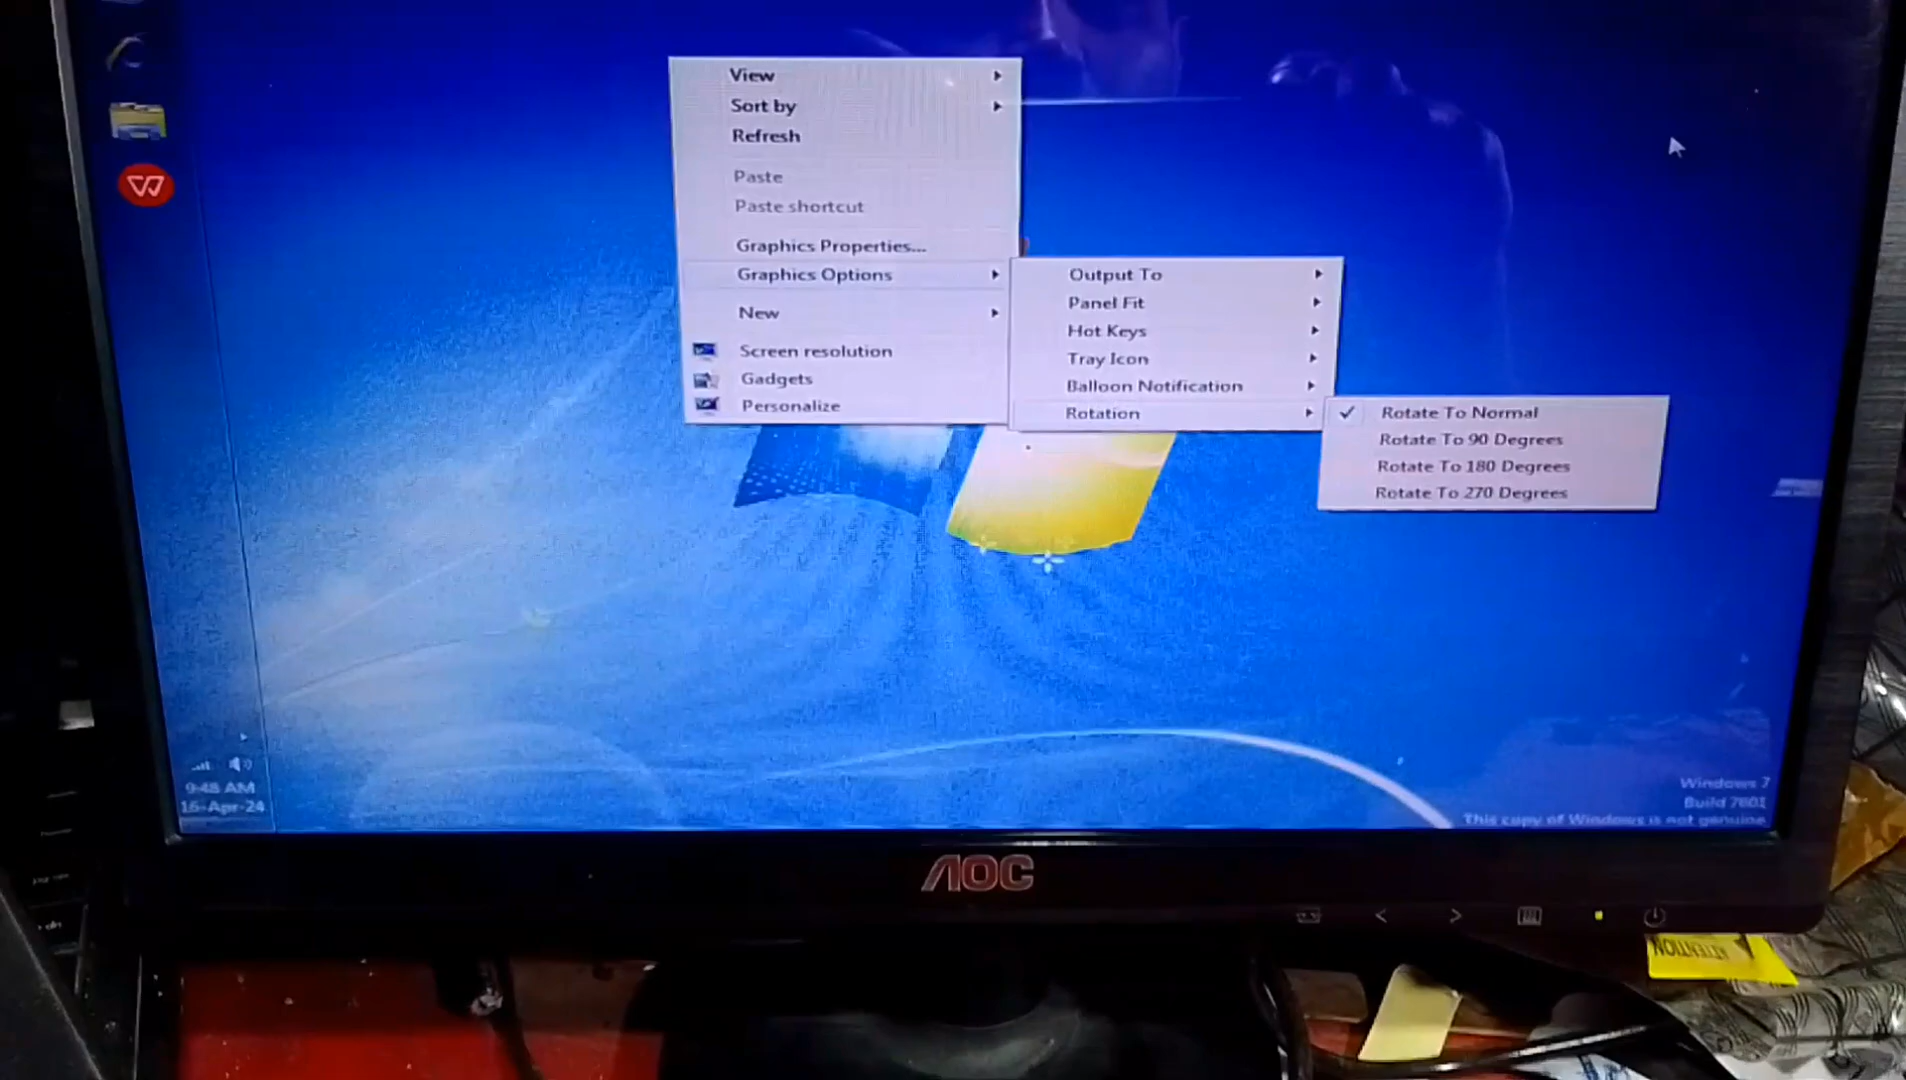 View
Sort by
Refresh
Paste
Paste shortcut
Graphics Properties...
Graphics Options
New
Screen resolution
Gadgets
Personalize
Output To
Panel Fit
Hot Keys
Tray Icon
Balloon Notification
Rotation
Rotate To Normal
Rotate To 90 Degrees
Rotate To 180 Degrees
Rotate To 270 Degrees
9:48 AM
16-Apr-24
Windows 7
Build 7601
This copy of Windows is not genuine
AOC
ATTENTION